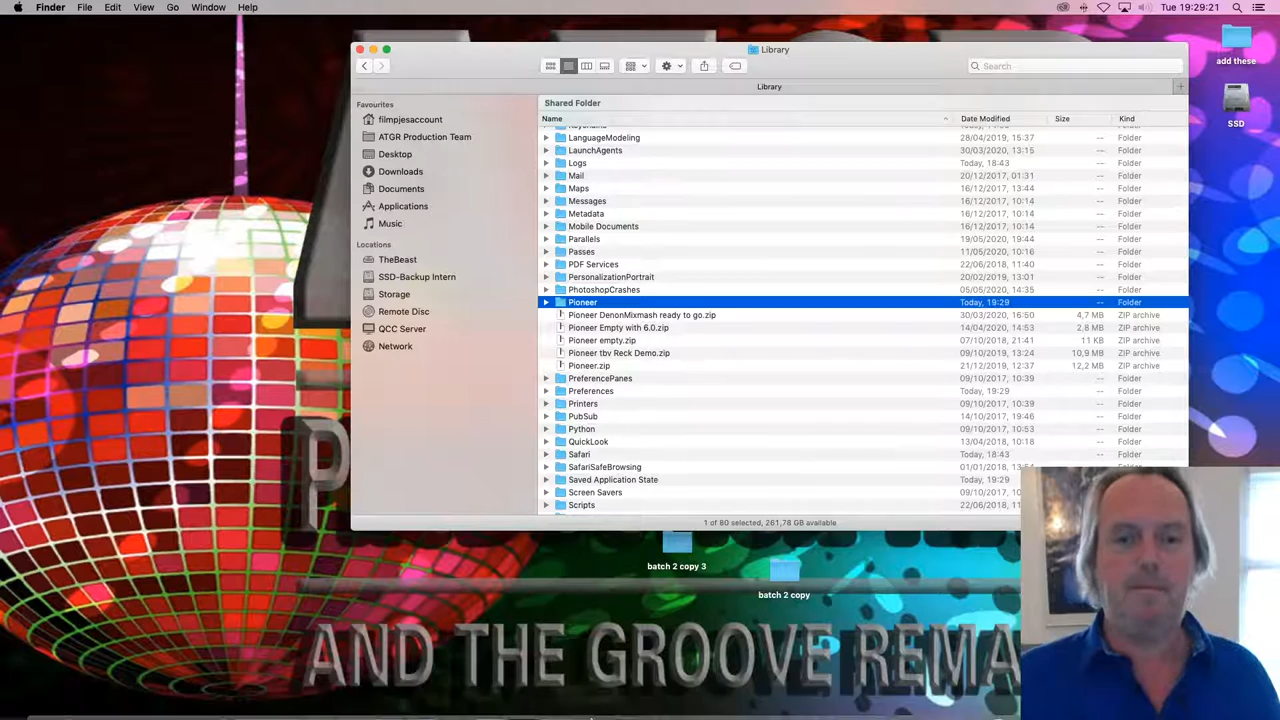 Finder File Edit View Go Window Help Tue 19:29:21
Library
Search
Library
add these
SSD
Favourites
filmpjesaccount
ATGR Production Team
Desktop
Downloads
Documents
Applications
Music
Locations
TheBeast
SSD-Backup Intern
Storage
Remote Disc
QCC Server
Network
Shared Folder
Name Date Modified Size Kind
LanguageModeling 28/04/2019, 15:37 -- Folder
LaunchAgents 30/03/2020, 13:15 -- Folder
Logs Today, 18:43 -- Folder
Mail 20/12/2017, 01:31 -- Folder
Maps 16/12/2017, 13:44 -- Folder
Messages 16/12/2017, 10:14 -- Folder
Metadata 16/12/2017, 10:14 -- Folder
Mobile Documents 16/12/2017, 10:14 -- Folder
Parallels 19/05/2020, 19:44 -- Folder
Passes 11/06/2020, 10:16 -- Folder
PDF Services 22/06/2018, 11:40 -- Folder
PersonalizationPortrait 20/02/2019, 13:01 -- Folder
PhotoshopCrashes 05/05/2020, 14:35 -- Folder
Pioneer Today, 19:29 -- Folder
Pioneer DenonMixmash ready to go.zip 30/03/2020, 16:50 4,7 MB ZIP archive
Pioneer Empty with 6.0.zip 14/04/2020, 10:53 2,8 MB ZIP archive
Pioneer empty.zip 07/10/2018, 21:41 11 KB ZIP archive
Pioneer tbv Reck Demo.zip 09/10/2019, 13:24 10,9 MB ZIP archive
Pioneer.zip 21/12/2019, 12:37 12,2 MB ZIP archive
PreferencePanes 09/10/2017, 10:39 -- Folder
Preferences Today, 19:29 -- Folder
Printers 09/10/2017, 10:39 -- Folder
PubSub 14/10/2017, 19:46 -- Folder
Python 09/10/2017, 10:53 -- Folder
QuickLook 13/04/2018, 10:18 -- Folder
Safari Today, 19:29 -- Folder
SafariSafeBrowsing 01/01/2018, 13:54 -- Folder
Saved Application State Today, 19:29
Screen Savers 09/10/2017, 10:39
Scripts 22/06/2018, 11:40
1 of 80 selected, 261,78 GB available
batch 2 copy 3
batch 2 copy
AND THE GROOVE REMA